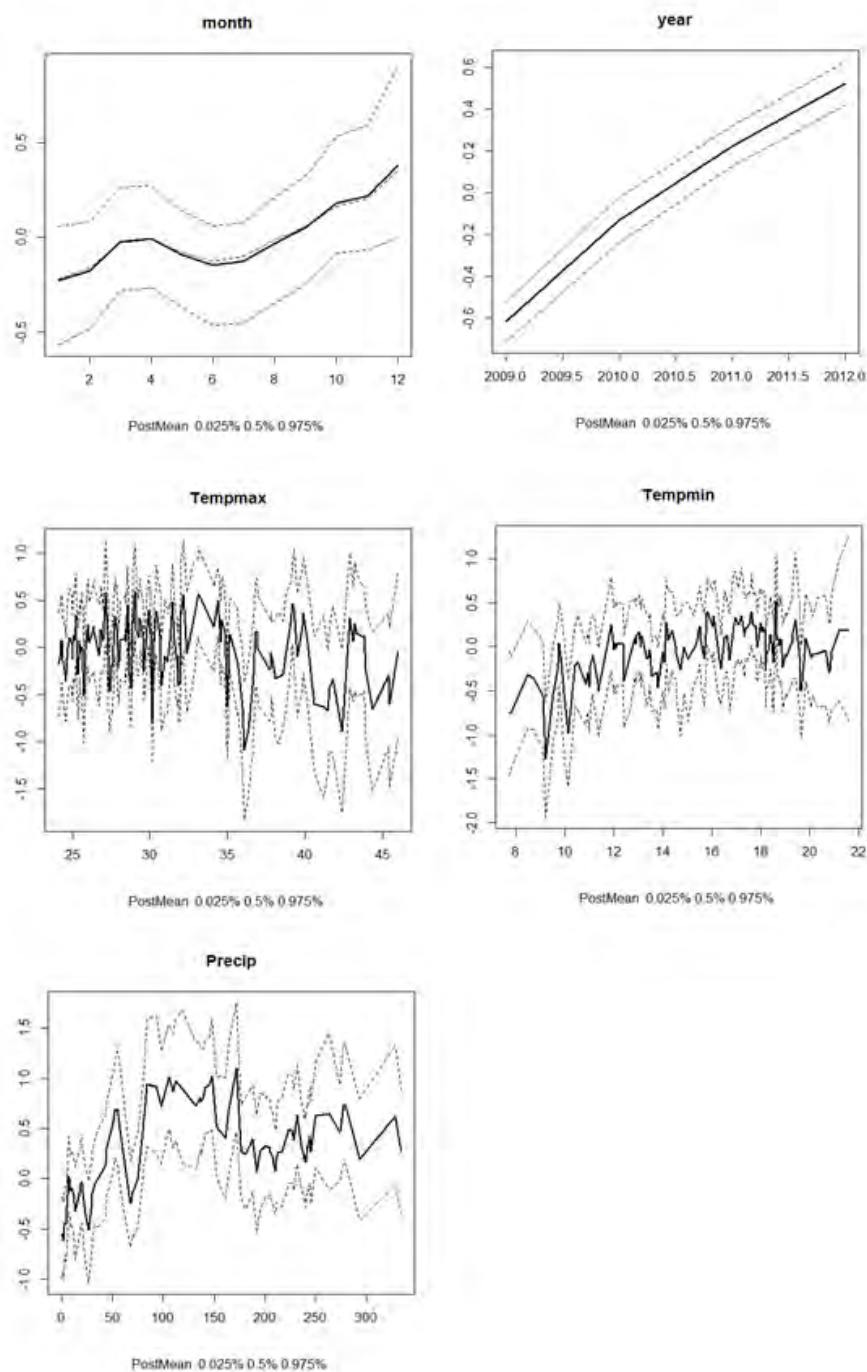 month
0.5
0.0
-0.5
2 4 6 8 10 12
PostMean 0.025% 0.5% 0.975%
year
0.6
0.4
0.2
0.0
-0.2
-0.4
-0.6
2009.0 2009.5 2010.0 2010.5 2011.0 2011.5 2012.0
PostMean 0.025% 0.5% 0.975%
Tempmax
1.0
0.5
0.0
-0.5
-1.0
-1.5
25 30 35 40 45
PostMean 0.025% 0.5% 0.975%
Tempmin
1.0
0.5
0.0
-0.5
-1.0
-1.5
-2.0
8 10 12 14 16 18 20 22
PostMean 0.025% 0.5% 0.975%
Precip
1.5
1.0
0.5
0.0
-0.5
-1.0
0 50 100 150 200 250 300
PostMean 0.025% 0.5% 0.975%